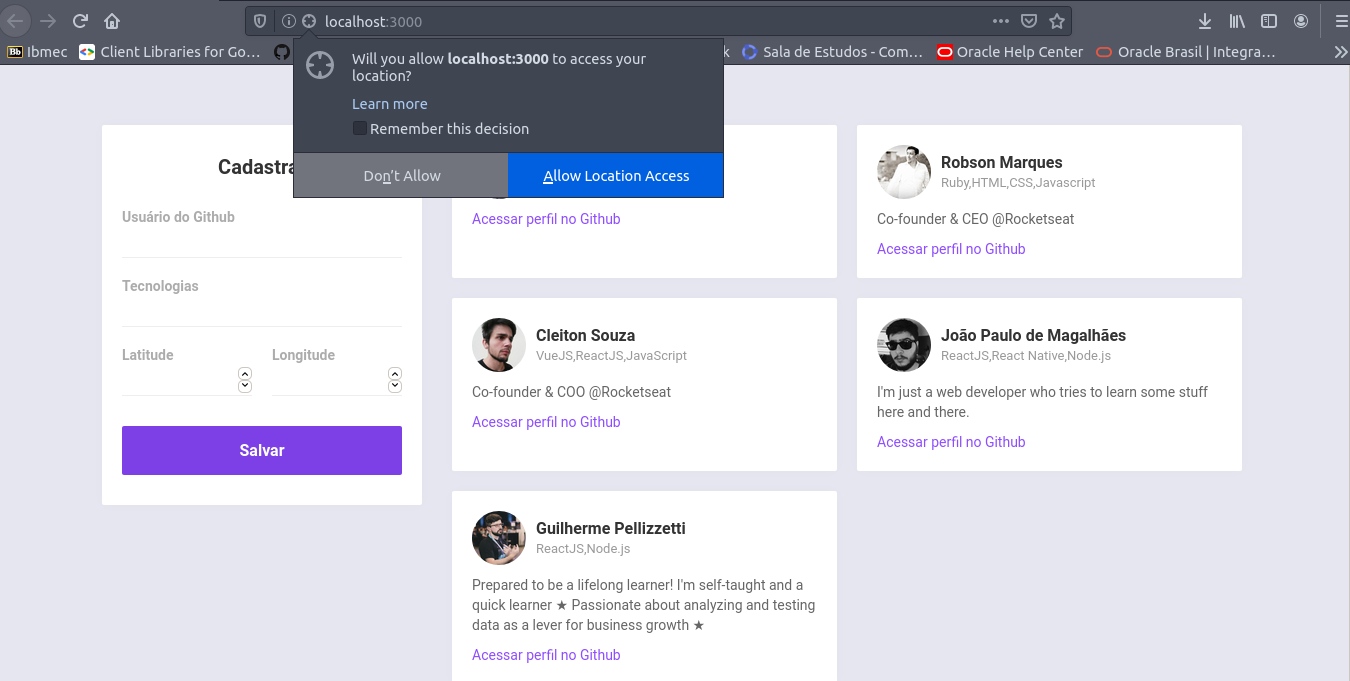 localhost:3000
Bb Ibmec
Client Libraries for Go…
Sala de Estudos - Com…
Oracle Help Center
Oracle Brasil | Integra…
Will you allow localhost:3000 to access your
location?
Learn more
Remember this decision
Don't Allow
Allow Location Access
Usuário do Github
Tecnologias
Latitude
Longitude
Salvar
Acessar perfil no Github
Robson Marques
Ruby,HTML,CSS,Javascript
Co-founder & CEO @Rocketseat
Acessar perfil no Github
Cleiton Souza
VueJS,ReactJS,JavaScript
Co-founder & COO @Rocketseat
Acessar perfil no Github
João Paulo de Magalhães
ReactJS,React Native,Node.js
I'm just a web developer who tries to learn some stuff
here and there.
Acessar perfil no Github
Guilherme Pellizzetti
ReactJS,Node.js
Prepared to be a lifelong learner! I'm self-taught and a
quick learner ★ Passionate about analyzing and testing
data as a lever for business growth ★
Acessar perfil no Github